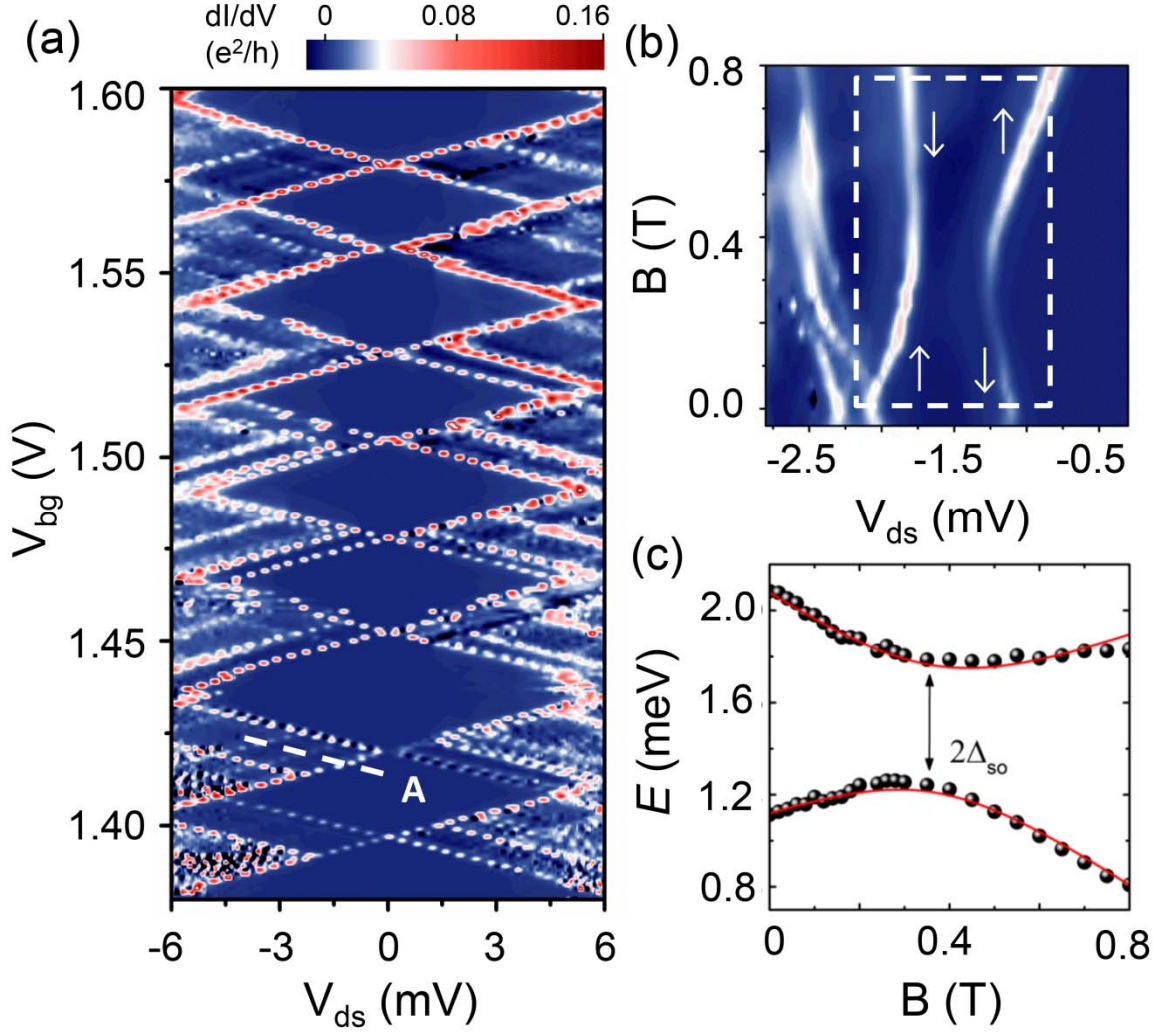 (a)
dI/dV
(e²/h)
0 0.08 0.16
1.60
1.55
1.50
1.45
1.40
V_bg (V)
A
-6 -3 0 3 6
V_ds (mV)
(b)
0.8
0.4
0.0
B (T)
-2.5 -1.5 -0.5
V_ds (mV)
(c)
2.0
1.6
1.2
0.8
E (meV)
2Δ_so
0 0.4 0.8
B (T)